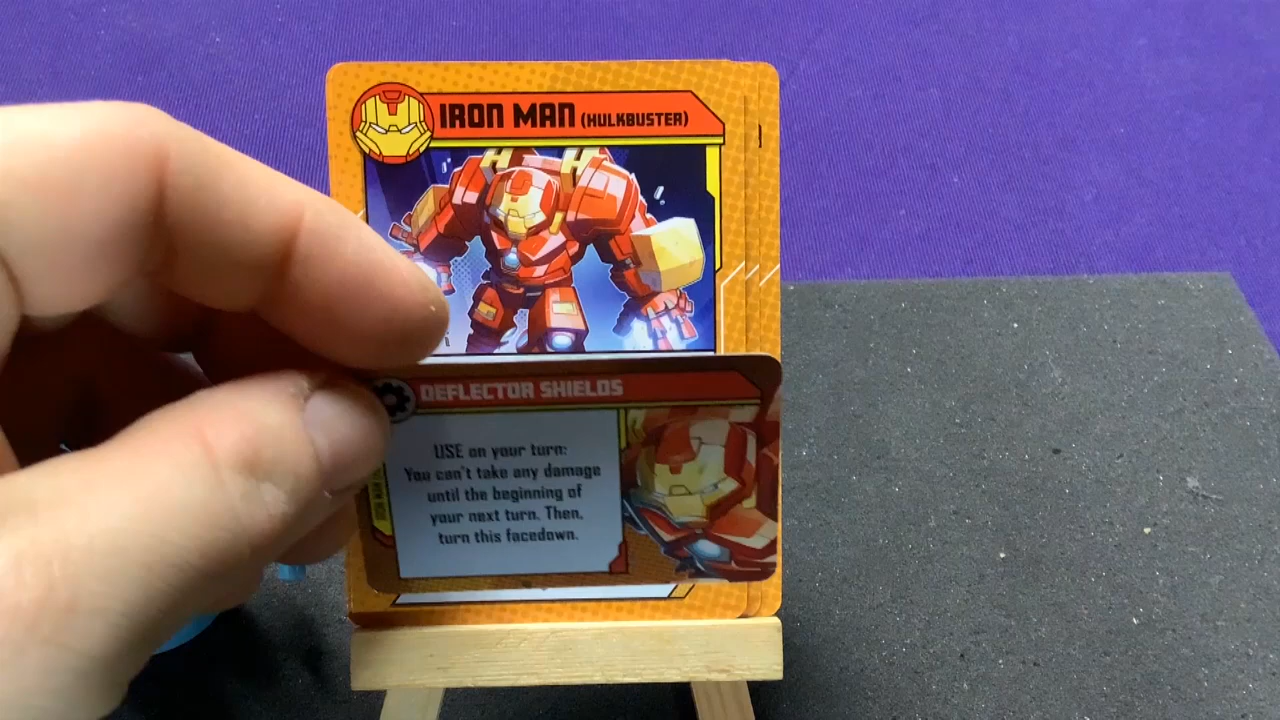 IRON MAN (HULKBUSTER)
DEFLECTOR SHIELDS
USE on your turn:
You can't take any damage
until the beginning of
your next turn. Then,
turn this facedown.